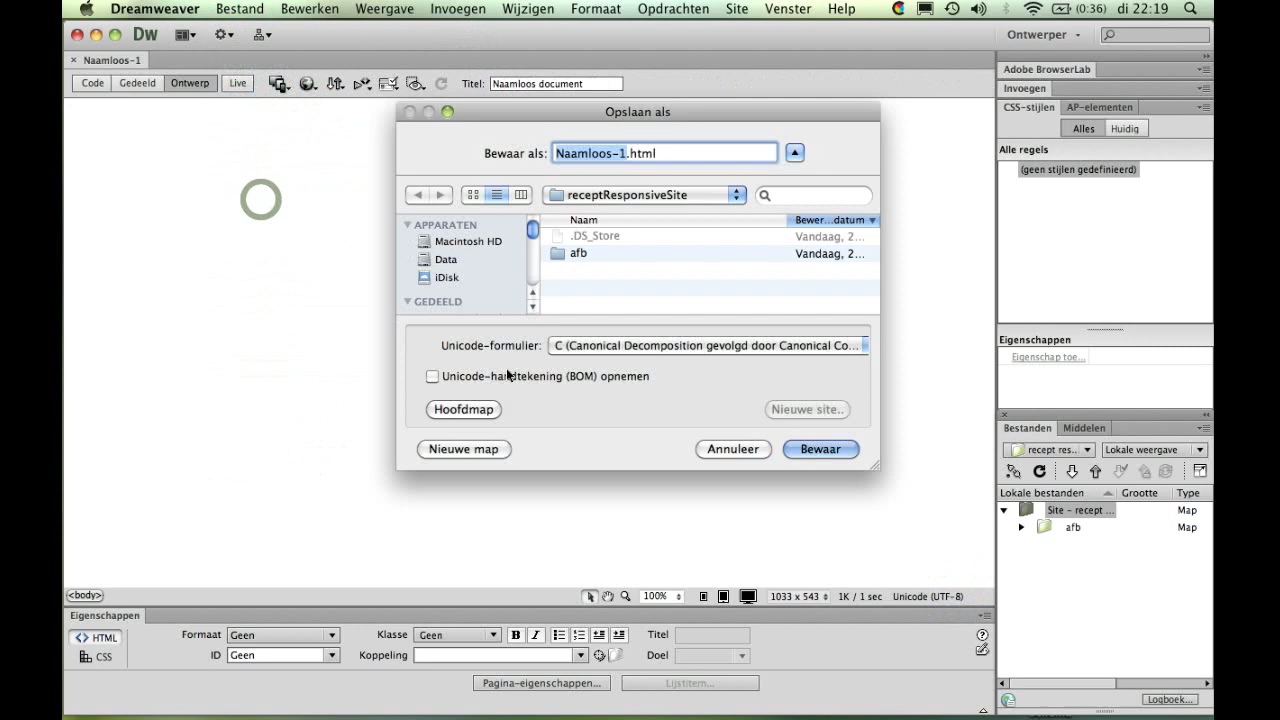 Dreamweaver Bestand Bewerken Weergave Invoegen Wijzigen Formaat Opdrachten Site Venster Help (0:36) di 22:19
Dw Ontwerper
Naamloos-1
Code Gedeeld Ontwerp Live Titel: Naamloos document
Opslaan als
Bewaar als: Naamloos-1.html
receptResponsiveSite
APPARATEN
Macintosh HD
Data
iDisk
GEDEELD
Naam Bewer...datum
.DS_Store Vandaag, 2...
afb Vandaag, 2...
Unicode-formulier: C (Canonical Decomposition gevolgd door Canonical Co...
Unicode-handtekening (BOM) opnemen
Hoofdmap Nieuwe site..
Nieuwe map Annuleer Bewaar
Adobe BrowserLab
Invoegen
CSS-stijlen AP-elementen
Alles Huidig
Alle regels
(geen stijlen gedefinieerd)
Eigenschappen
Eigenschap toe...
Bestanden Middelen
recept res... Lokale weergave
Lokale bestanden Grootte Type
Site - recept ... Map
afb Map
Logboek...
<body> 100% 1033 x 543 1K / 1 sec Unicode (UTF-8)
Eigenschappen
HTML Formaat Geen Klasse Geen B I Titel
CSS ID Geen Koppeling Doel
Pagina-eigenschappen... Lijstitem...